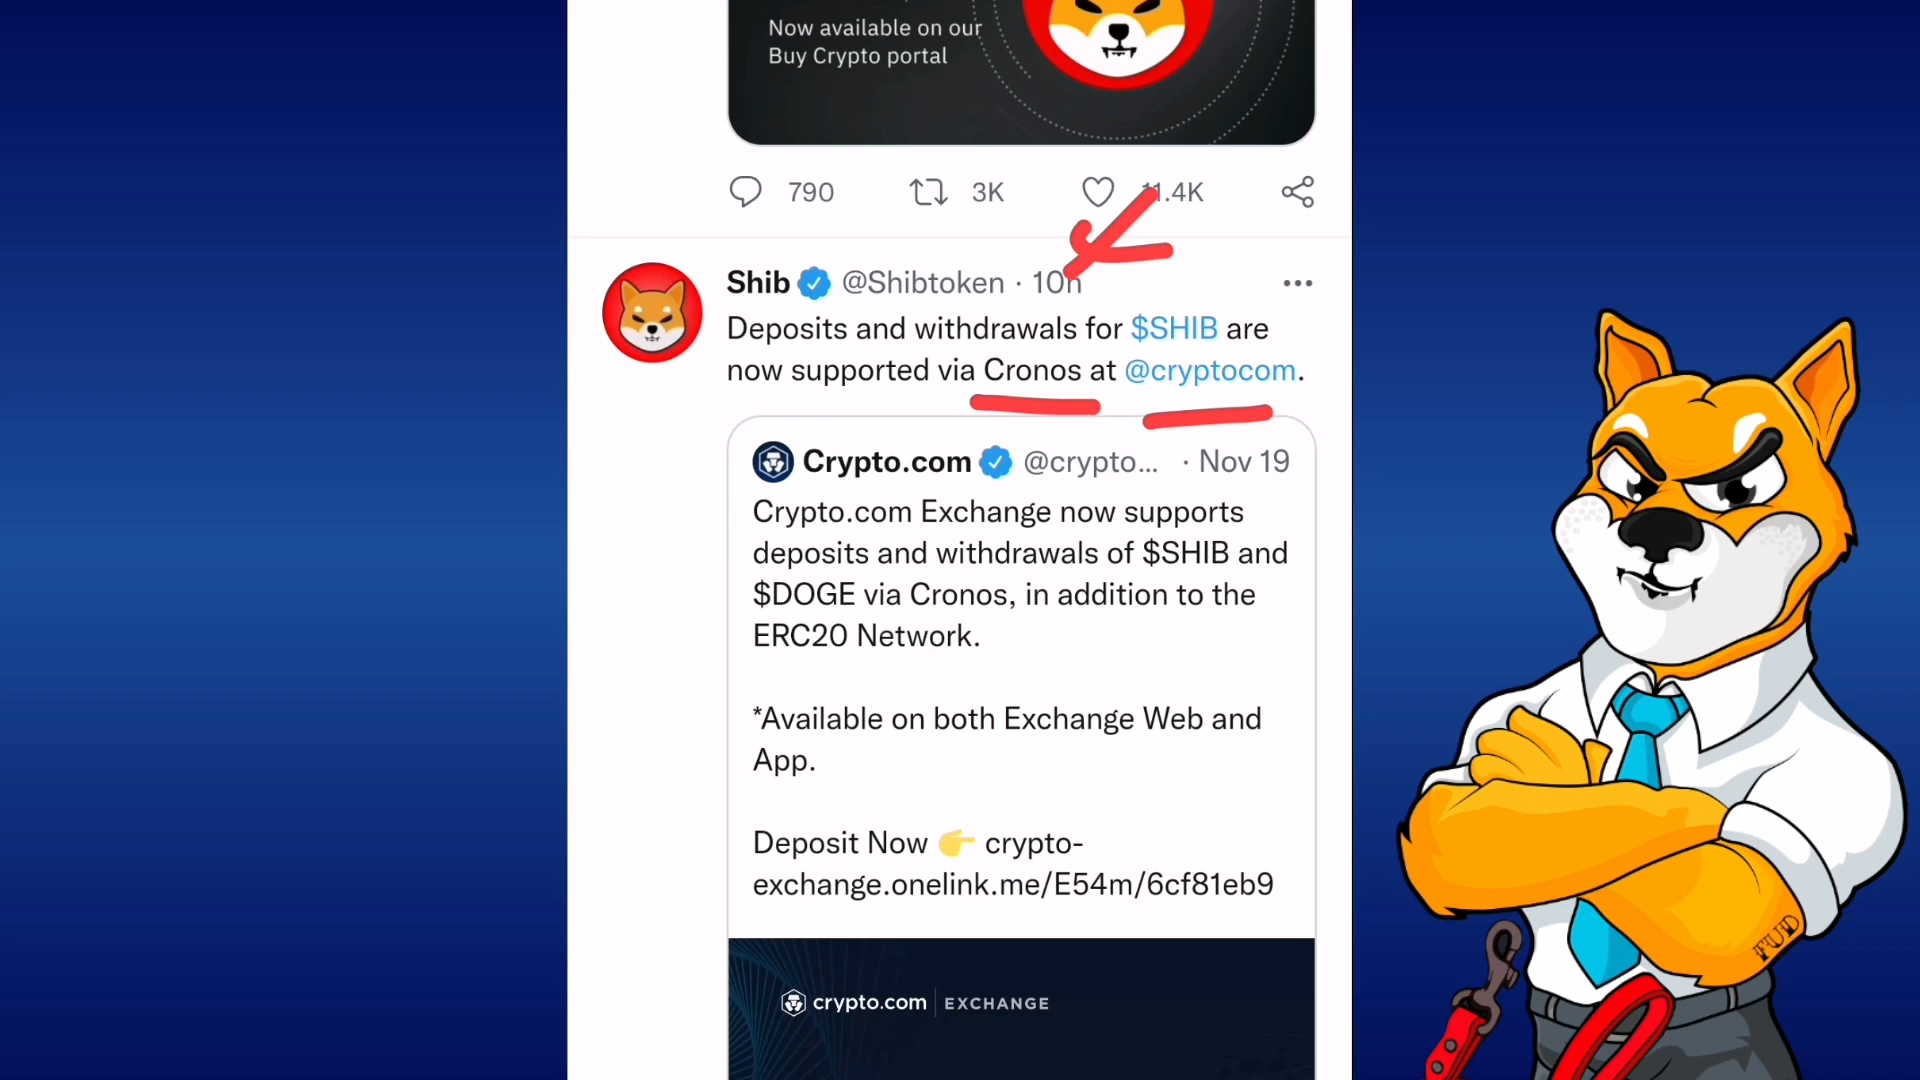 Now available on our
Buy Crypto portal
790 3K 11.4K
Shib @Shibtoken · 10h
Deposits and withdrawals for $SHIB are
now supported via Cronos at @cryptocom.
Crypto.com @crypto... · Nov 19
Crypto.com Exchange now supports
deposits and withdrawals of $SHIB and
$DOGE via Cronos, in addition to the
ERC20 Network.
*Available on both Exchange Web and
App.
Deposit Now 👉 crypto-
exchange.onelink.me/E54m/6cf81eb9
crypto.com | EXCHANGE
FUD